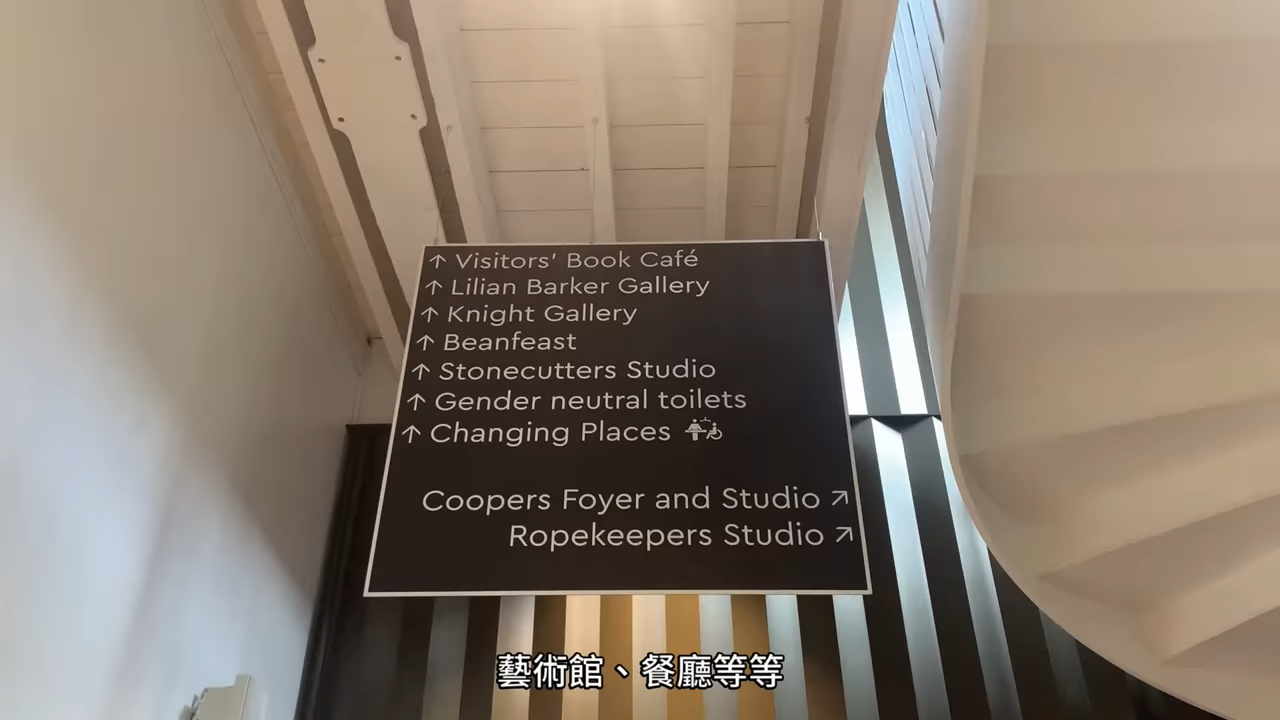 ↑ Visitors' Book Café
↑ Lilian Barker Gallery
↑ Knight Gallery
↑ Beanfeast
↑ Stonecutters Studio
↑ Gender neutral toilets
↑ Changing Places
Coopers Foyer and Studio ↗
Ropekeepers Studio ↗
藝術館、餐廳等等